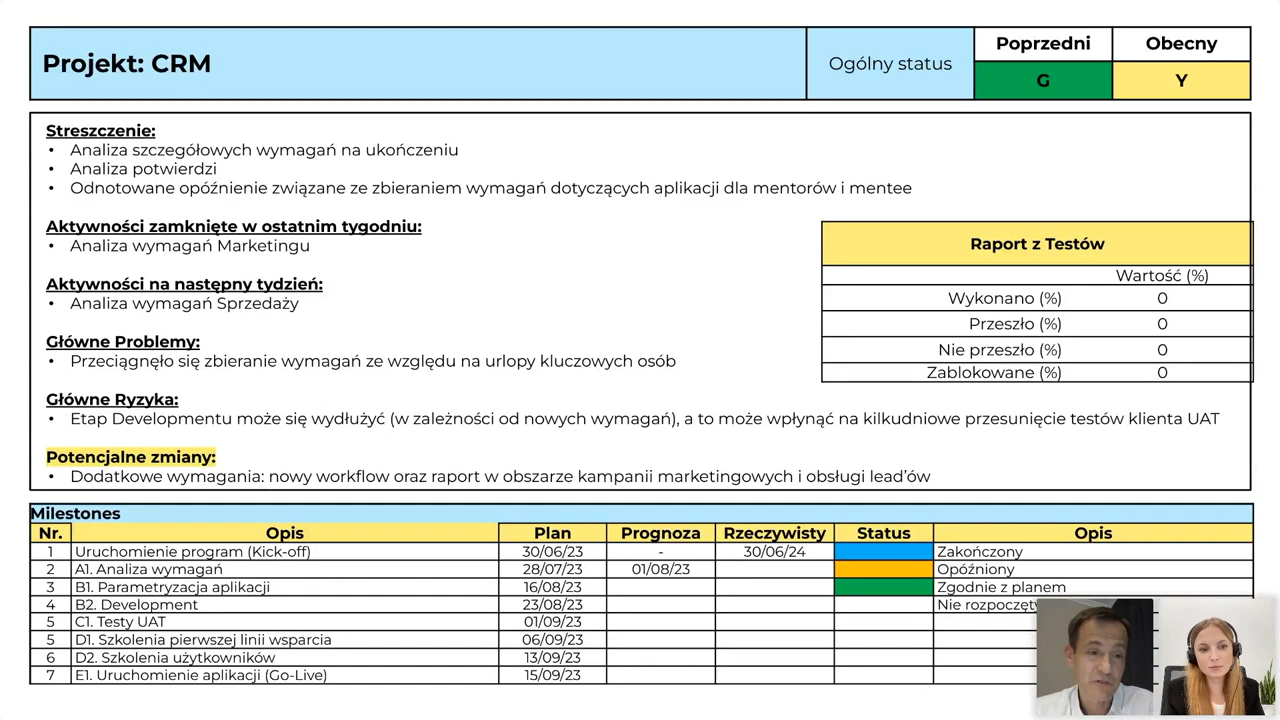 Projekt: CRM
Ogólny status
Poprzedni
Obecny
G
Y
Streszczenie:
• Analiza szczegółowych wymagań na ukończeniu
• Analiza potwierdzi
• Odnotowane opóźnienie związane ze zbieraniem wymagań dotyczących aplikacji dla mentorów i mentee
Aktywności zamknięte w ostatnim tygodniu:
• Analiza wymagań Marketingu
Aktywności na następny tydzień:
• Analiza wymagań Sprzedaży
Główne Problemy:
• Przeciągnęło się zbieranie wymagań ze względu na urlopy kluczowych osób
Główne Ryzyka:
• Etap Developmentu może się wydłużyć (w zależności od nowych wymagań), a to może wpłynąć na kilkudniowe przesunięcie testów klienta UAT
Potencjalne zmiany:
• Dodatkowe wymagania: nowy workflow oraz raport w obszarze kampanii marketingowych i obsługi lead’ów
Raport z Testów
Wartość (%)
Wykonano (%) 0
Przeszło (%) 0
Nie przeszło (%) 0
Zablokowane (%) 0
Milestones
Nr. Opis Plan Prognoza Rzeczywisty Status Opis
1 Uruchomienie program (Kick-off) 30/06/23 - 30/06/24 Zakończony
2 A1. Analiza wymagań 28/07/23 01/08/23 Opóźniony
3 B1. Parametryzacja aplikacji 16/08/23 Zgodnie z planem
4 B2. Development 23/08/23 Nie rozpoczęty
5 C1. Testy UAT 01/09/23
5 D1. Szkolenia pierwszej linii wsparcia 06/09/23
6 D2. Szkolenia użytkowników 13/09/23
7 E1. Uruchomienie aplikacji (Go-Live) 15/09/23